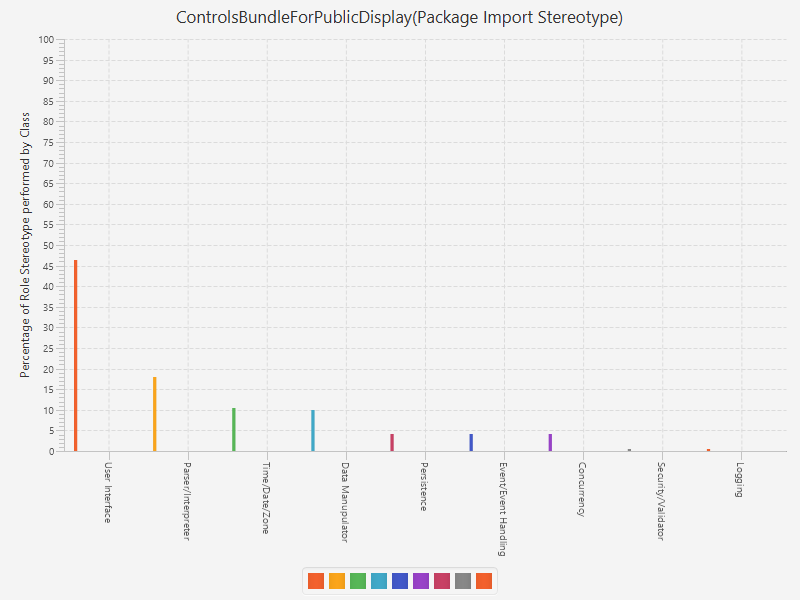 ControlsBundleForPublicDisplay(Package Import Stereotype)
Percentage of Role Stereotype performed by Class
100
95
90
85
80
75
70
65
60
55
50
45
40
35
30
25
20
15
10
5
0
User Interface
Parser/Interpreter
Time/Date/Zone
Data Manupulator
Persistence
Event/Event Handling
Concurrency
Security/Validator
Logging